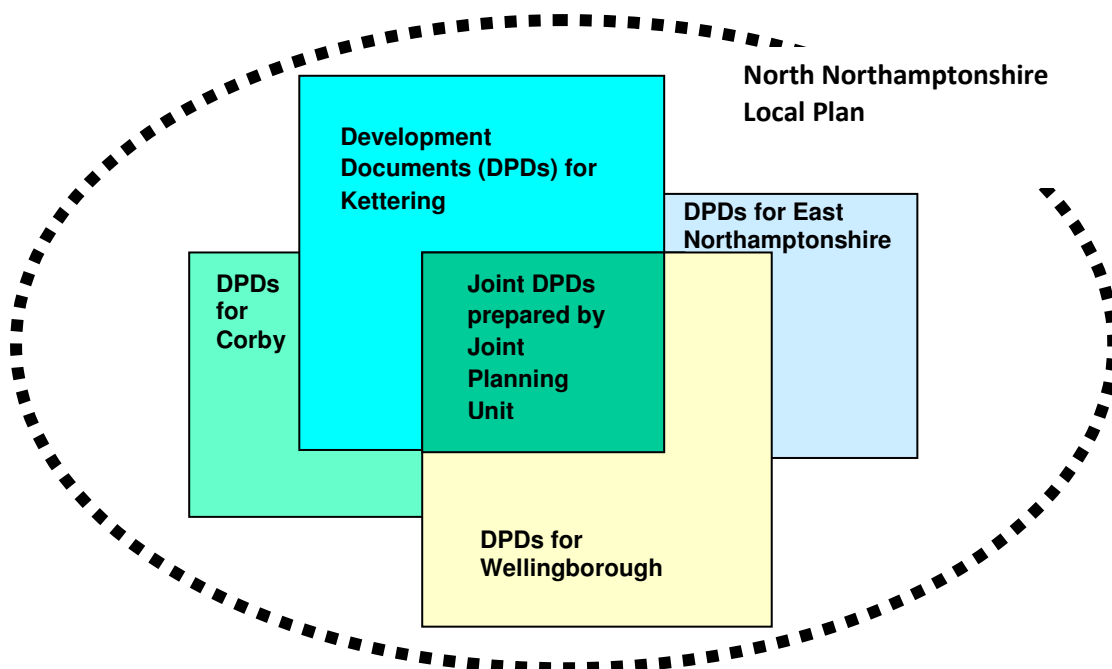 North Northamptonshire
Local Plan
Development
Documents (DPDs) for
Kettering
DPDs for East
Northamptonshire
DPDs
for
Corby
Joint DPDs
prepared by
Joint
Planning
Unit
DPDs for
Wellingborough